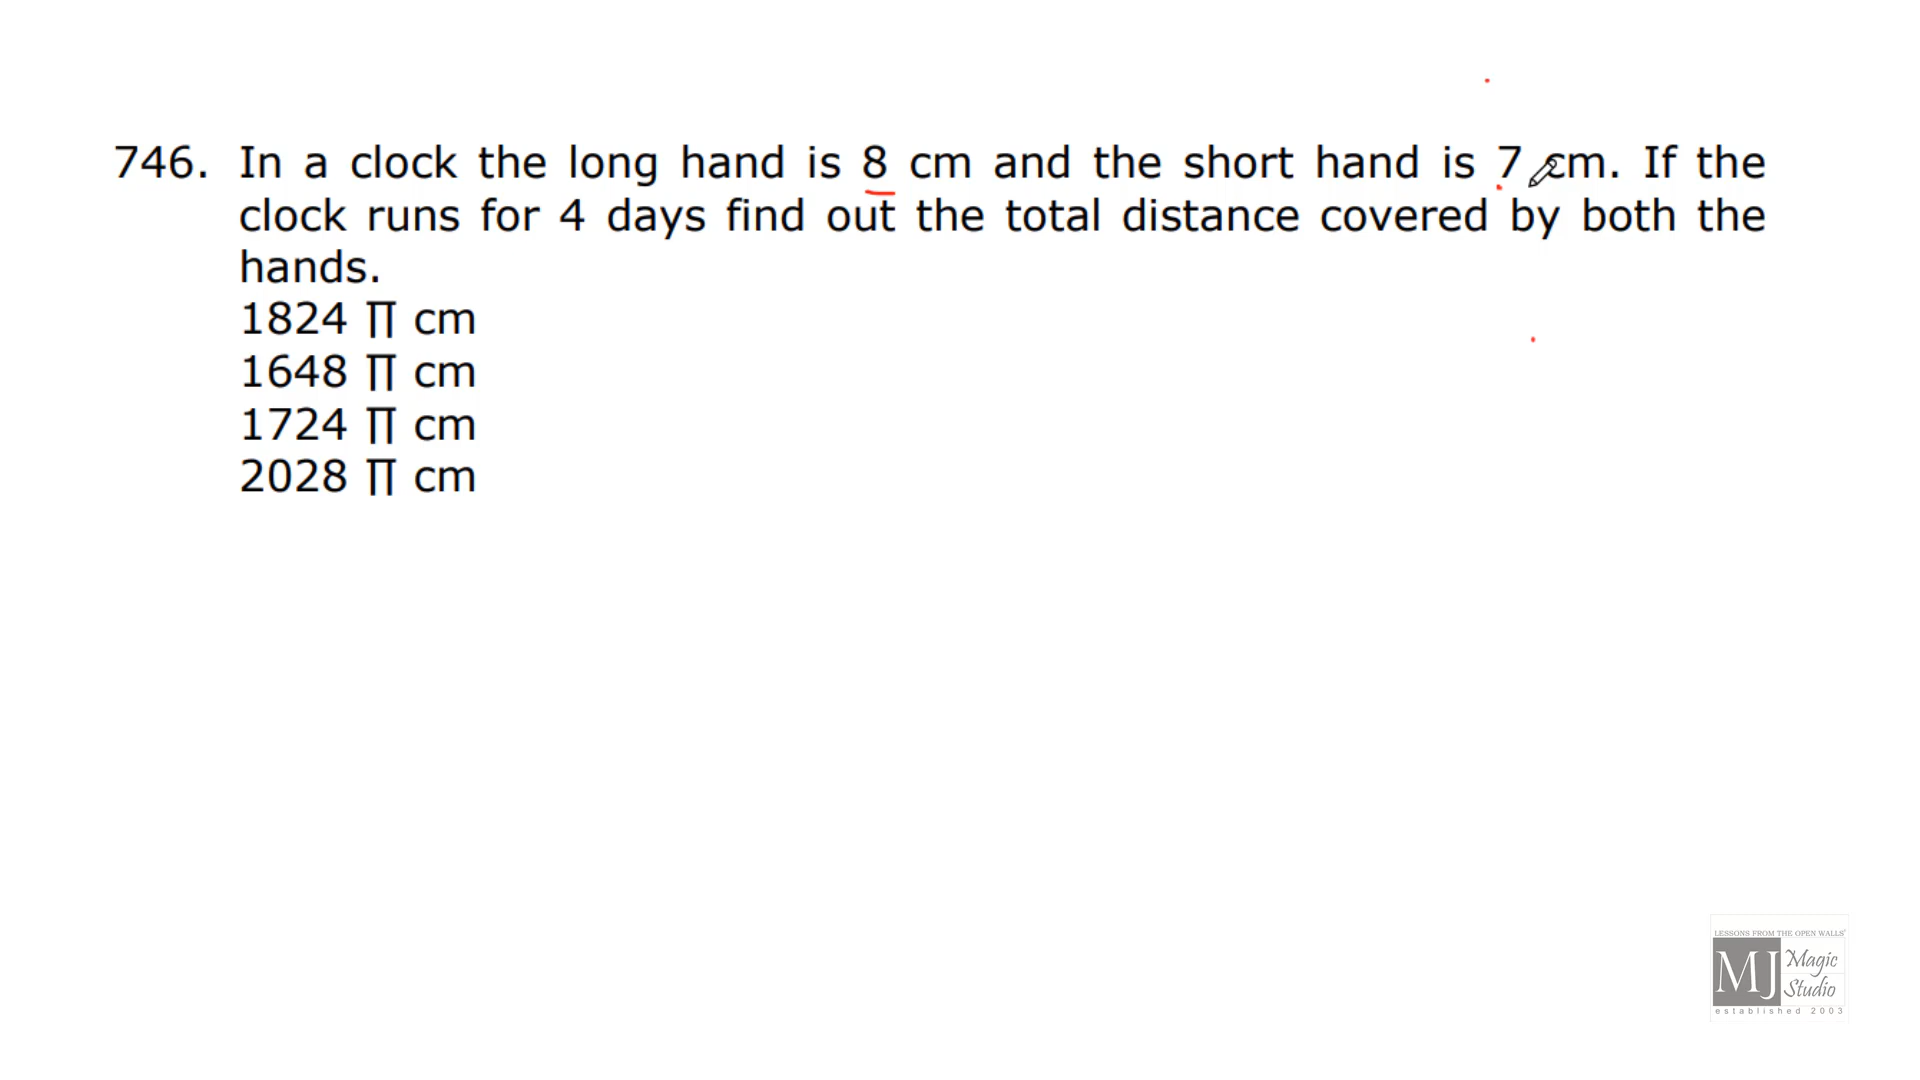 746. In a clock the long hand is 8 cm and the short hand is 7 cm. If the
clock runs for 4 days find out the total distance covered by both the
hands.
1824 ∏ cm
1648 ∏ cm
1724 ∏ cm
2028 ∏ cm
LESSONS FROM THE OPEN WALLS
MJ Magic
Studio
established 2003